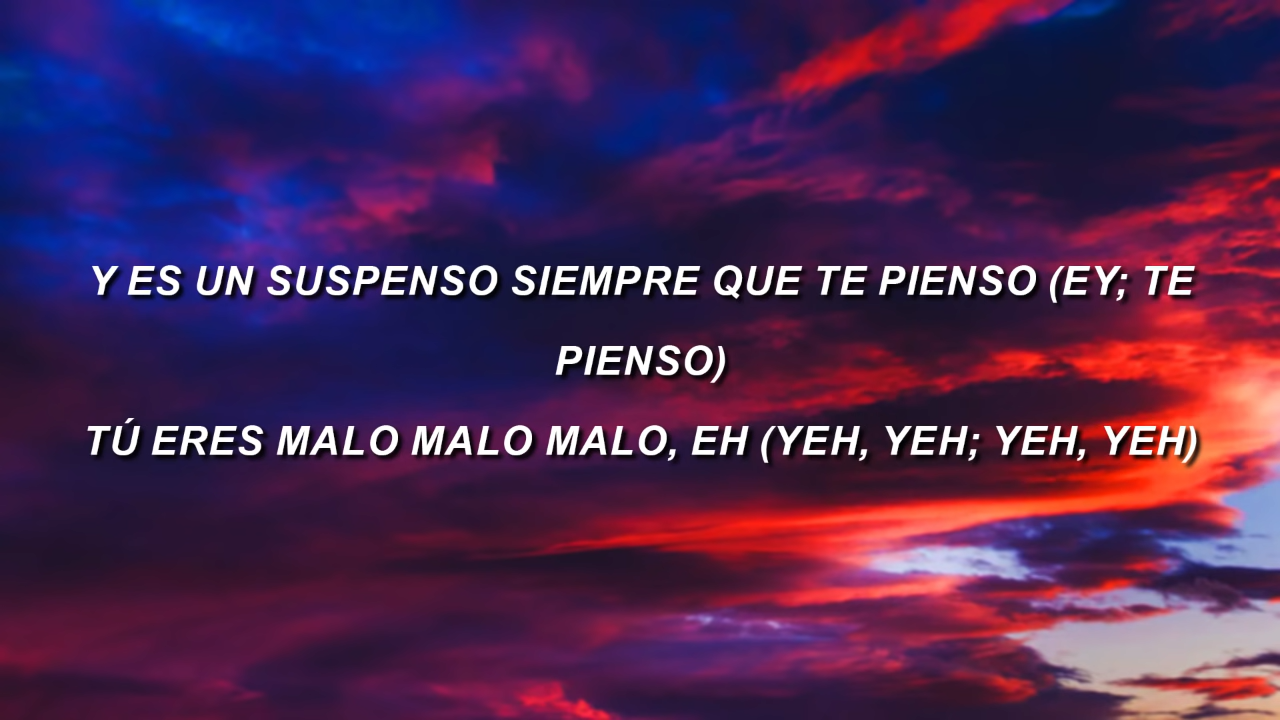 Y ES UN SUSPENSO SIEMPRE QUE TE PIENSO (EY; TE
PIENSO)
TÚ ERES MALO MALO MALO, EH (YEH, YEH; YEH, YEH)